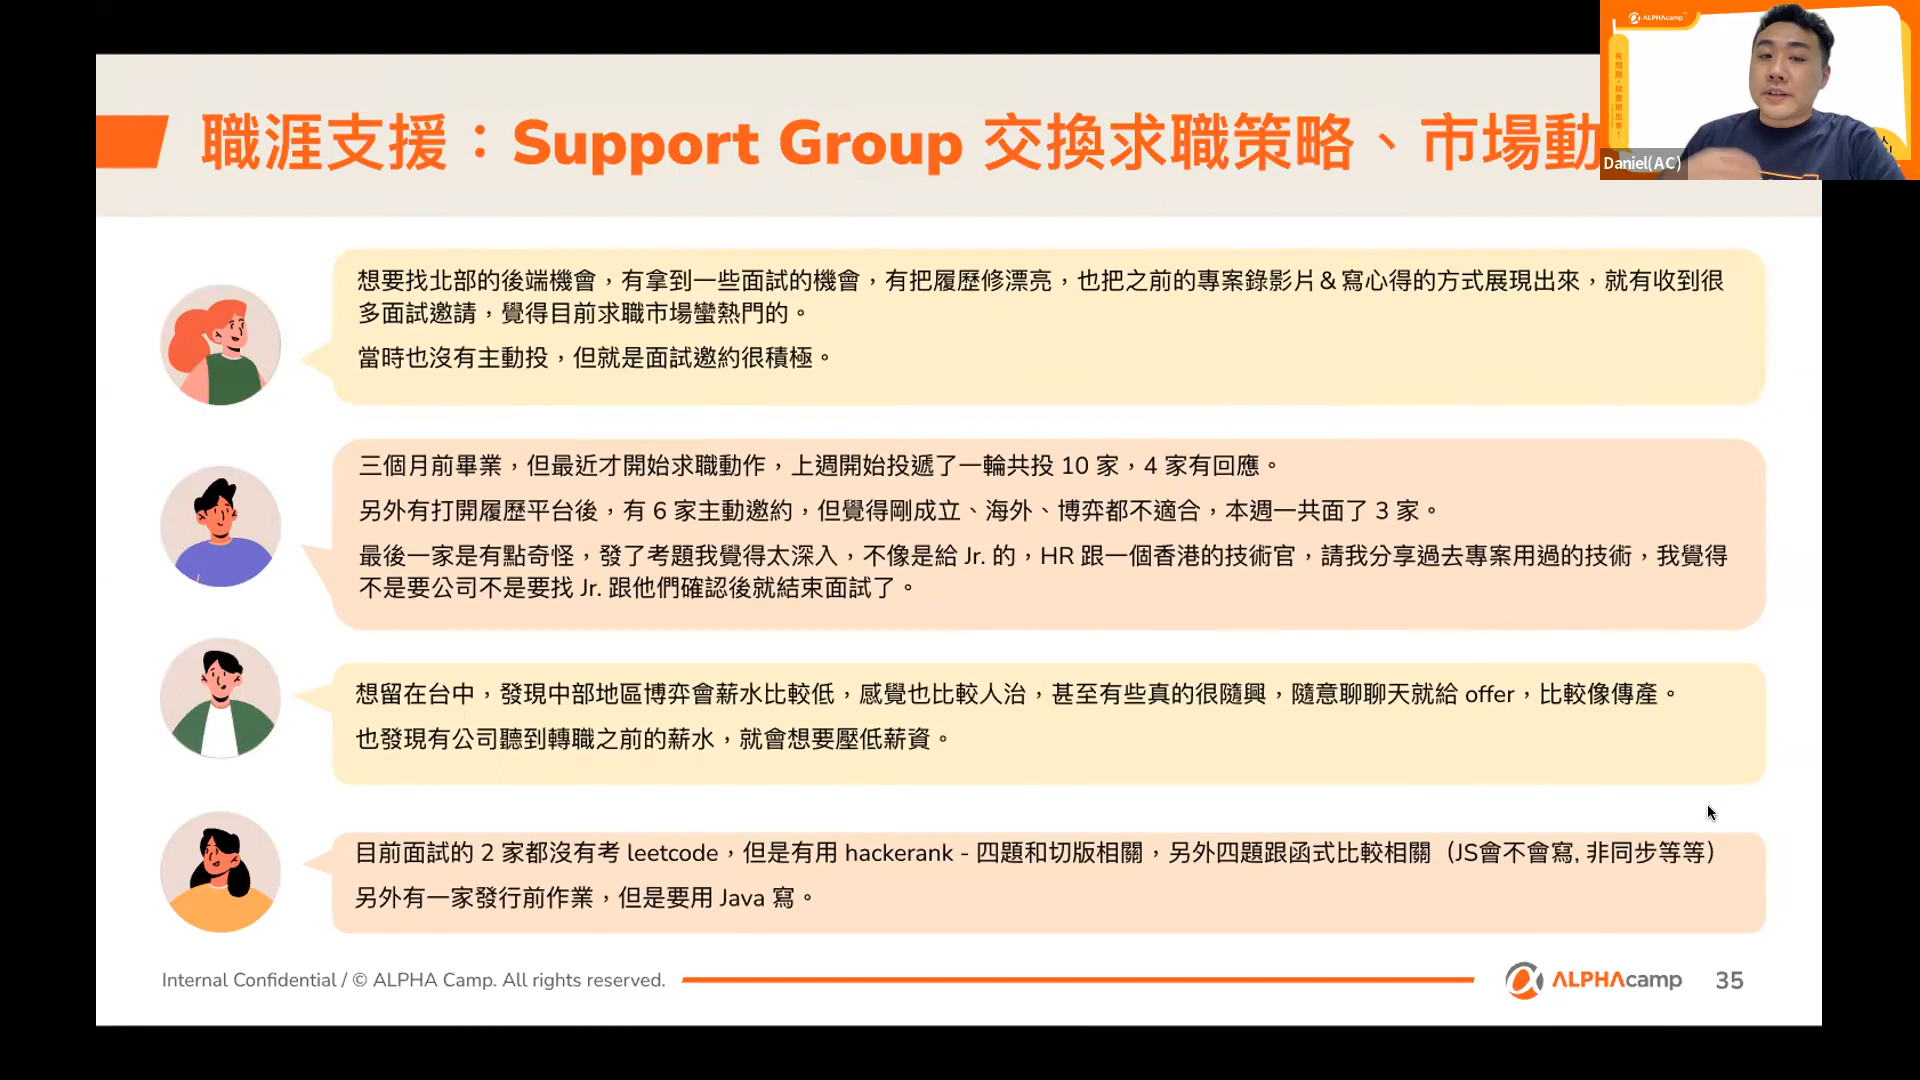 職涯支援：Support Group 交換求職策略、市場動
ALPHAcamp
有問題，就要提出來！
Daniel(AC)
想要找北部的後端機會，有拿到一些面試的機會，有把履歷修漂亮，也把之前的專案錄影片＆寫心得的方式展現出來，就有收到很
多面試邀請，覺得目前求職市場蠻熱門的。
當時也沒有主動投，但就是面試邀約很積極。
三個月前畢業，但最近才開始求職動作，上週開始投遞了一輪共投 10 家，4 家有回應。
另外有打開履歷平台後，有 6 家主動邀約，但覺得剛成立、海外、博弈都不適合，本週一共面了 3 家。
最後一家是有點奇怪，發了考題我覺得太深入，不像是給 Jr. 的，HR 跟一個香港的技術官，請我分享過去專案用過的技術，我覺得
不是要公司不是要找 Jr. 跟他們確認後就結束面試了。
想留在台中，發現中部地區博弈會薪水比較低，感覺也比較人治，甚至有些真的很隨興，隨意聊聊天就給 offer，比較像傳產。
也發現有公司聽到轉職之前的薪水，就會想要壓低薪資。
目前面試的 2 家都沒有考 leetcode，但是有用 hackerank - 四題和切版相關，另外四題跟函式比較相關（JS會不會寫, 非同步等等）
另外有一家發行前作業，但是要用 Java 寫。
Internal Confidential / © ALPHA Camp. All rights reserved.
ALPHAcamp
35